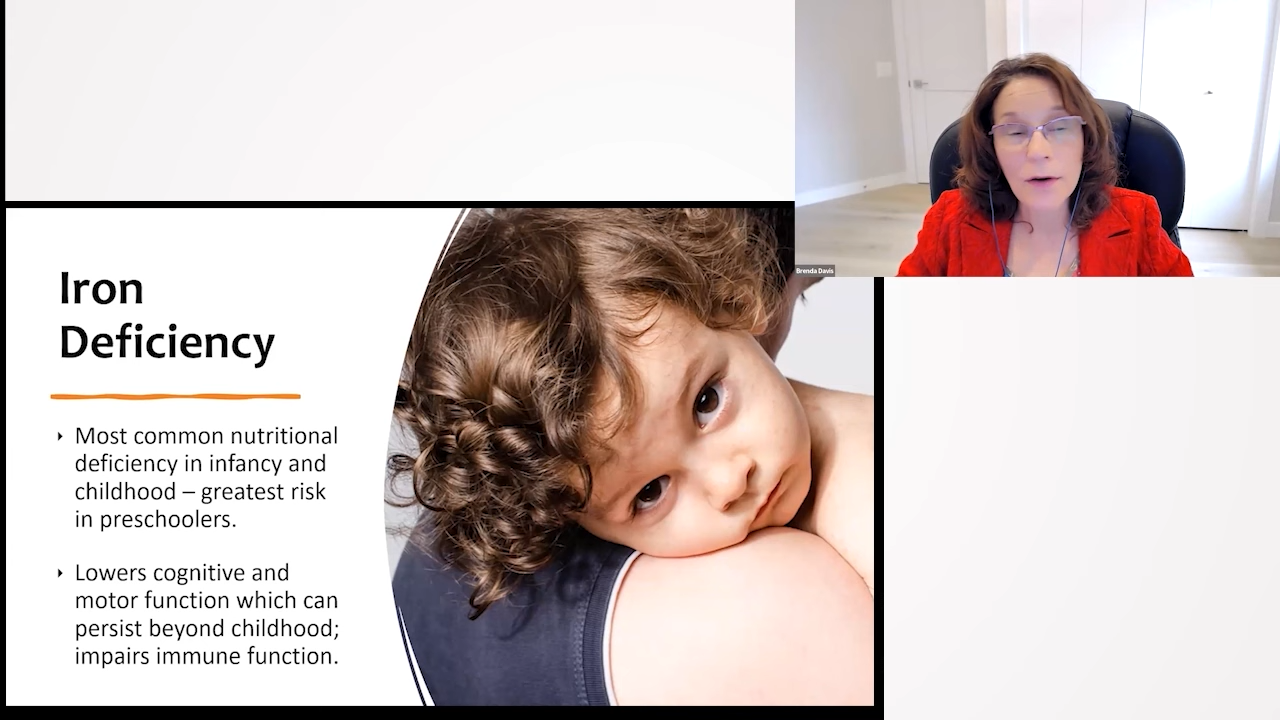 Brenda Davis
Iron
Deficiency
Most common nutritional
deficiency in infancy and
childhood – greatest risk
in preschoolers.
Lowers cognitive and
motor function which can
persist beyond childhood;
impairs immune function.